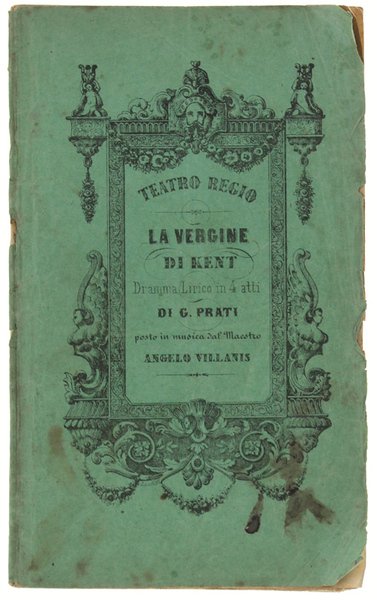 TEATRO REGIO
LA VERGINE
DI KENT
Dramma Lirico in 4 atti
DI G. PRATI
posto in musica dal Maestro
ANGELO VILLANIS